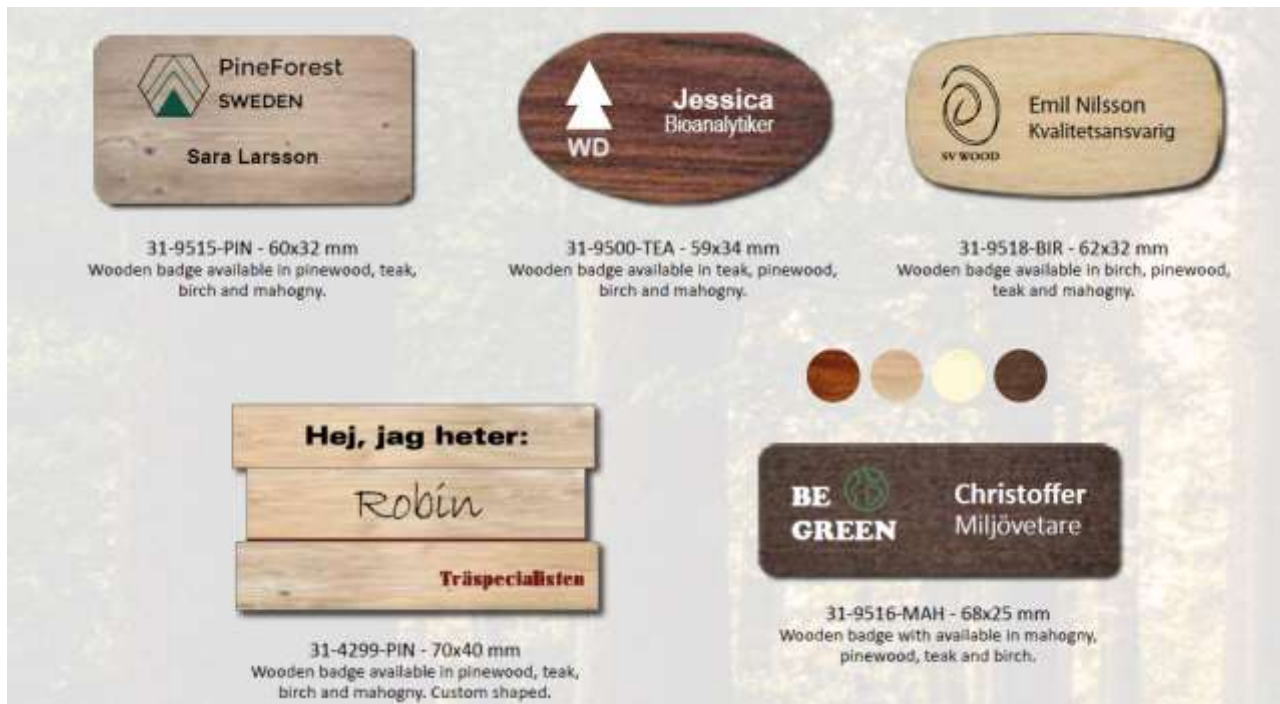 PineForest
SWEDEN
Sara Larsson
31-9515-PIN - 60x32 mm
Wooden badge available in pinewood, teak,
birch and mahogny.
WD
Jessica
Bioanalytiker
31-9500-TEA - 59x34 mm
Wooden badge available in teak, pinewood,
birch and mahogny.
SV WOOD
Emil Nilsson
Kvalitetsansvarig
31-9518-BIR - 62x32 mm
Wooden badge available in birch, pinewood,
teak and mahogny.
Hej, jag heter:
Robin
Träspecialisten
31-4299-PIN - 70x40 mm
Wooden badge available in pinewood, teak,
birch and mahogny. Custom shaped.
BE
GREEN
Christoffer
Miljövetare
31-9516-MAH - 68x25 mm
Wooden badge with available in mahogny,
pinewood, teak and birch.